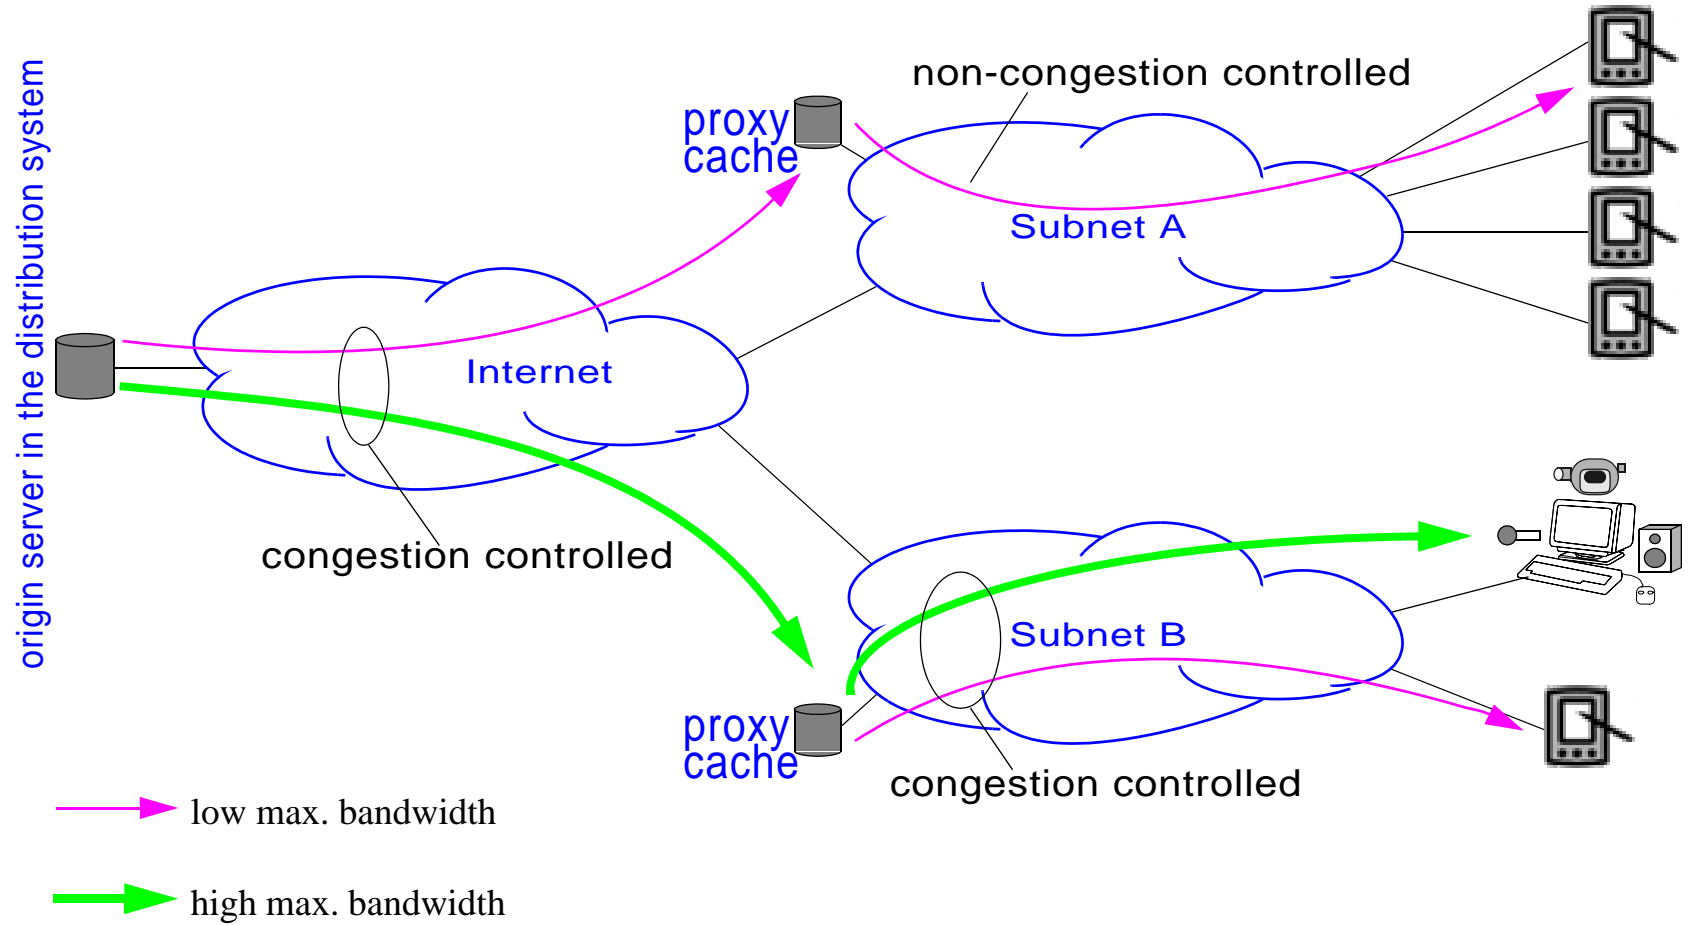 origin server in the distribution system
non-congestion controlled
proxy
cache
Subnet A
Internet
congestion controlled
Subnet B
proxy
cache
congestion controlled
low max. bandwidth
high max. bandwidth